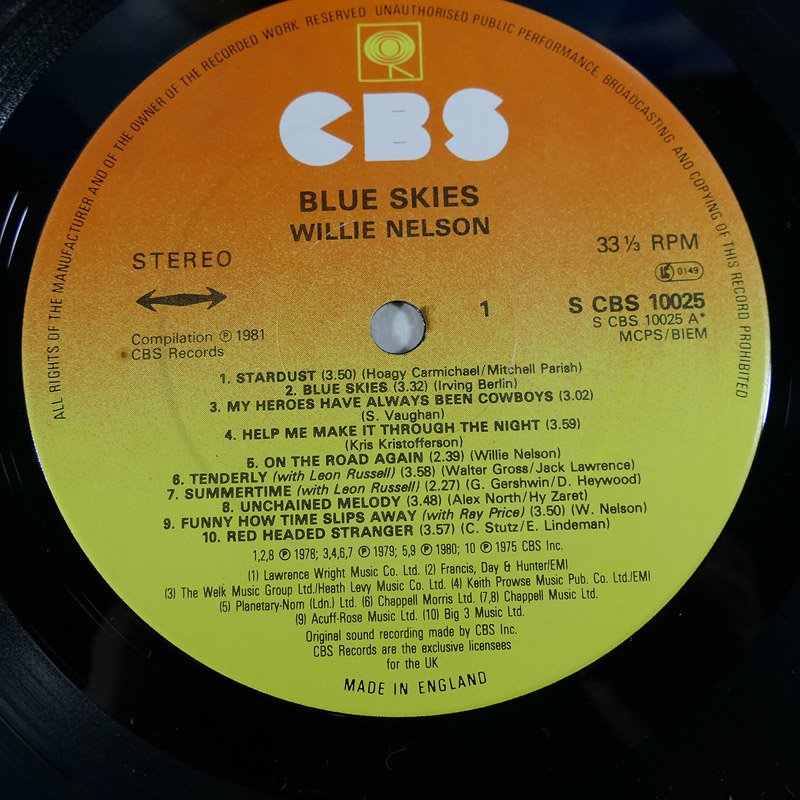 ALL RIGHTS OF THE MANUFACTURER AND OF THE OWNER OF THE RECORDED WORK RESERVED UNAUTHORISED PUBLIC PERFORMANCE, BROADCASTING AND COPYING OF THIS RECORD PROHIBITED
CBS
BLUE SKIES
WILLIE NELSON
STEREO
33 ⅓ RPM
LC 0149
1
S CBS 10025
S CBS 10025 A*
MCPS/BIEM
Compilation ℗ 1981
CBS Records
1. STARDUST (3.50) (Hoagy Carmichael/Mitchell Parish)
2. BLUE SKIES (3.32) (Irving Berlin)
3. MY HEROES HAVE ALWAYS BEEN COWBOYS (3.02)
(S. Vaughan)
4. HELP ME MAKE IT THROUGH THE NIGHT (3.59)
(Kris Kristofferson)
5. ON THE ROAD AGAIN (2.39) (Willie Nelson)
6. TENDERLY (with Leon Russell) (3.58) (Walter Gross/Jack Lawrence)
7. SUMMERTIME (with Leon Russell) (2.27) (G. Gershwin/D. Heywood)
8. UNCHAINED MELODY (3.48) (Alex North/Hy Zaret)
9. FUNNY HOW TIME SLIPS AWAY (with Ray Price) (3.50) (W. Nelson)
10. RED HEADED STRANGER (3.57) (C. Stutz/E. Lindeman)
1,2,8 ℗ 1978; 3,4,6,7 ℗ 1979; 5,9 ℗ 1980; 10 ℗ 1975 CBS Inc.
(1) Lawrence Wright Music Co. Ltd. (2) Francis, Day & Hunter/EMI
(3) The Welk Music Group Ltd./Heath Levy Music Co. Ltd. (4) Keith Prowse Music Pub. Co. Ltd./EMI
(5) Planetary-Nom (Ldn.) Ltd. (6) Chappell Morris Ltd. (7,8) Chappell Music Ltd.
(9) Acuff-Rose Music Ltd. (10) Big 3 Music Ltd.
Original sound recording made by CBS Inc.
CBS Records are the exclusive licensees
for the UK
MADE IN ENGLAND